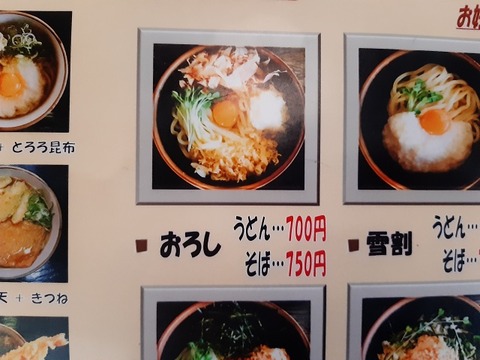 お
とろろ昆布
うどん…700円
おろし
そば…750円
うどん…
雪割
そば…
天 + きつね